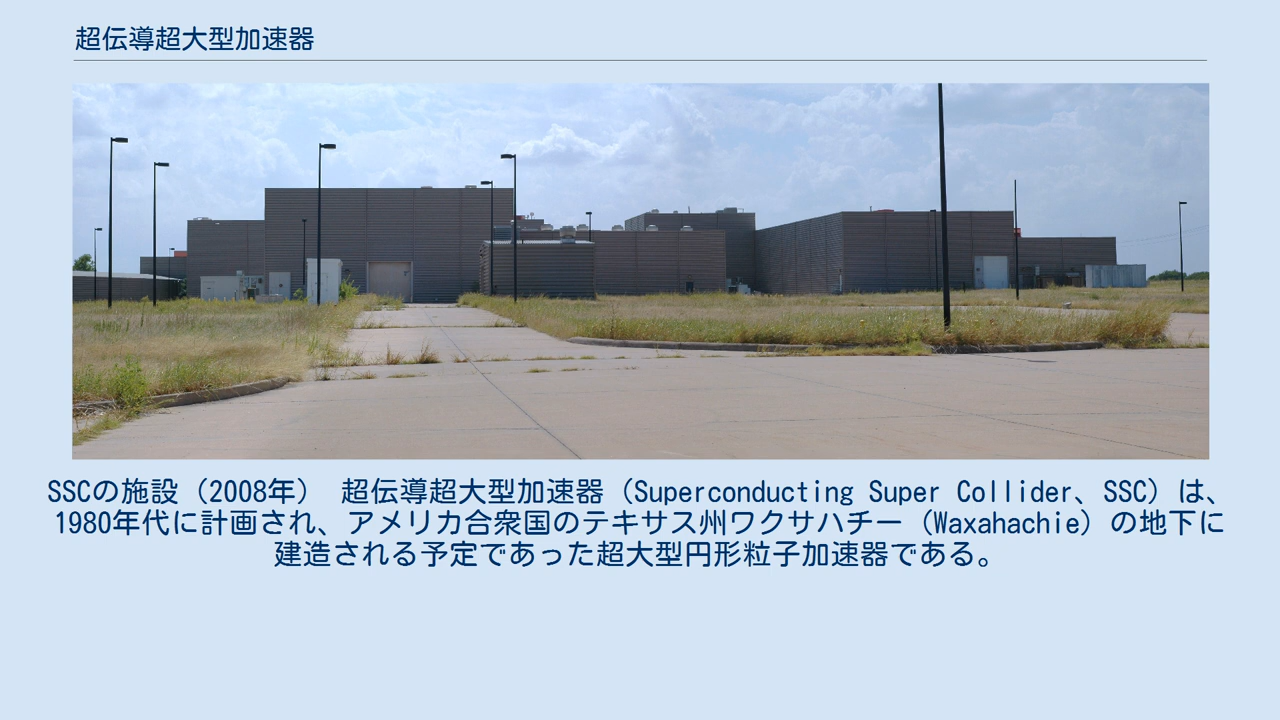 超伝導超大型加速器
SSCの施設（2008年） 超伝導超大型加速器（Superconducting Super Collider、SSC）は、
1980年代に計画され、アメリカ合衆国のテキサス州ワクサハチー（Waxahachie）の地下に
建造される予定であった超大型円形粒子加速器である。